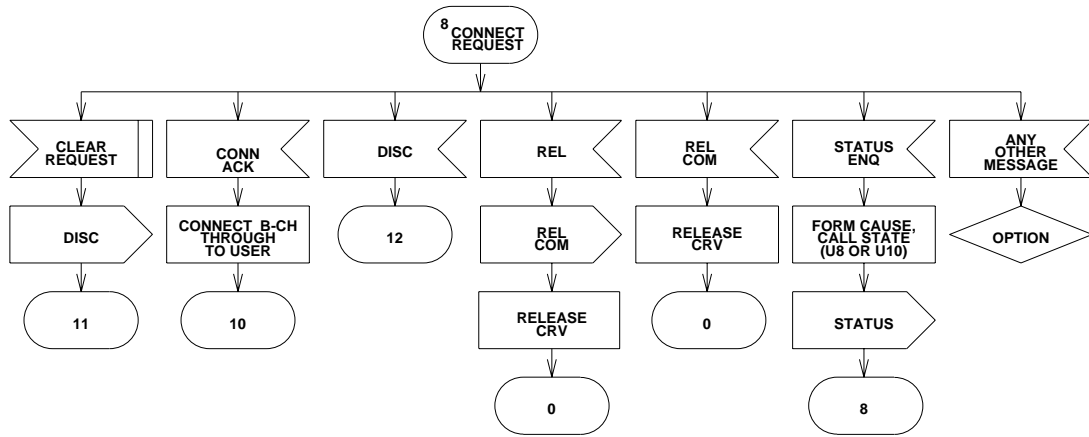 8 CONNECT
REQUEST
CLEAR
REQUEST
CONN
ACK
DISC
REL
REL
COM
STATUS
ENQ
ANY
OTHER
MESSAGE
DISC
CONNECT B-CH
THROUGH
TO USER
12
REL
COM
RELEASE
CRV
FORM CAUSE,
CALL STATE
(U8 OR U10)
OPTION
11
10
RELEASE
CRV
0
STATUS
0
8